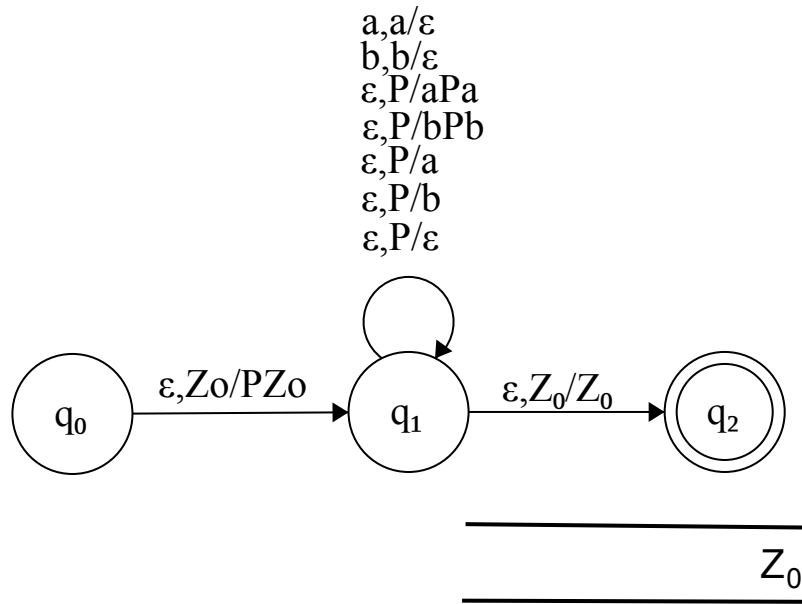 a,a/ε
b,b/ε
ε,P/aPa
ε,P/bPb
ε,P/a
ε,P/b
ε,P/ε
ε,Zo/PZo
ε,Z₀/Z₀
q₀
q₁
q₂
Z₀